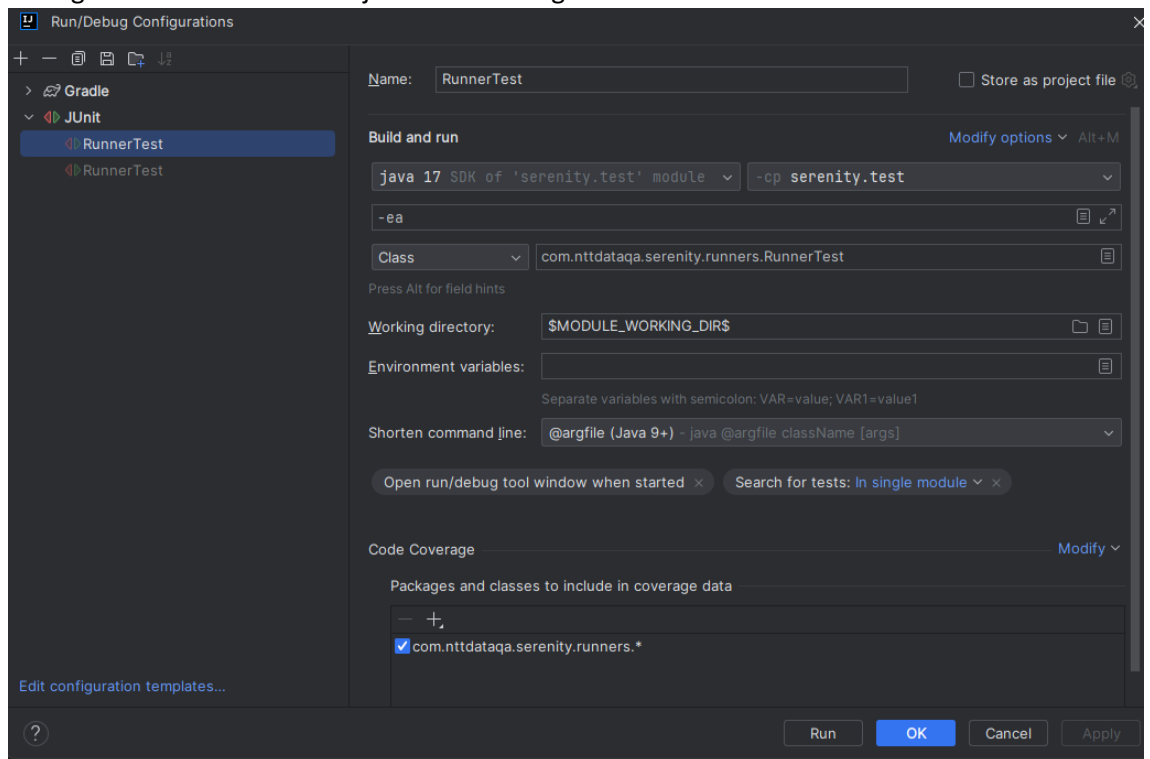 Run/Debug Configurations
Gradle
JUnit
RunnerTest
RunnerTest
Edit configuration templates...
Name: RunnerTest Store as project file
Build and run Modify options Alt+M
java 17 SDK of 'serenity.test' module -cp serenity.test
-ea
Class com.nttdataqa.serenity.runners.RunnerTest
Press Alt for field hints
Working directory: $MODULE_WORKING_DIR$
Environment variables:
Separate variables with semicolon: VAR=value; VAR1=value1
Shorten command line: @argfile (Java 9+) - java @argfile className [args]
Open run/debug tool window when started × Search for tests: In single module ×
Code Coverage Modify
Packages and classes to include in coverage data
com.nttdataqa.serenity.runners.*
? Run OK Cancel Apply